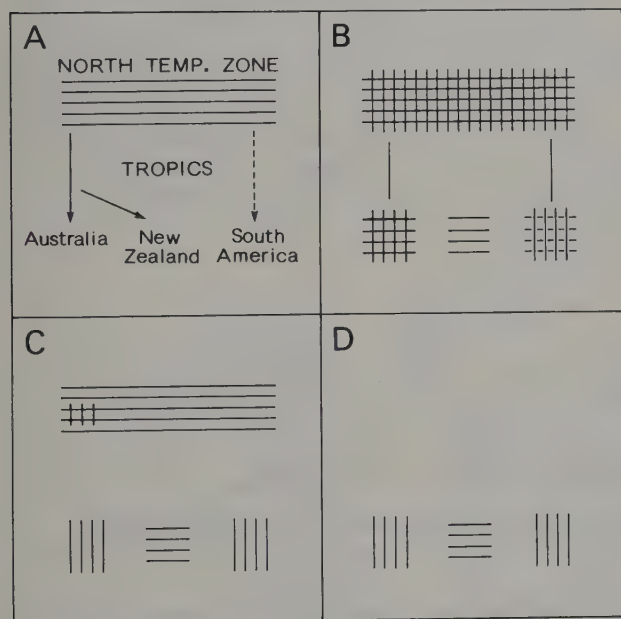 A
NORTH TEMP. ZONE
TROPICS
Australia
New
Zealand
South
America
B
C
D